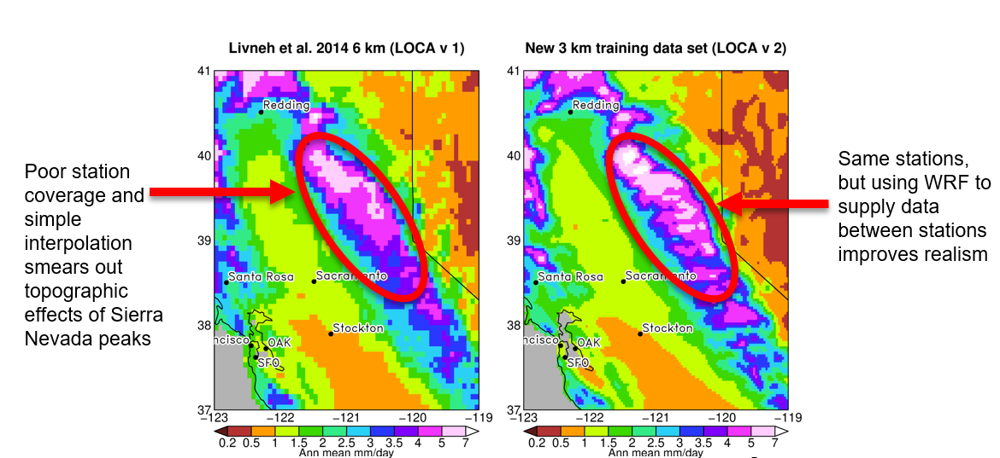 Livneh et al. 2014 6 km (LOCA v 1)
New 3 km training data set (LOCA v 2)
Poor station
coverage and
simple
interpolation
smears out
topographic
effects of Sierra
Nevada peaks
41
40
39
38
37
Redding
Santa Rosa
Sacramento
Stockton
ncisco
OAK
SFO
−123
−122
−121
−120
−119
0.2 0.5 1 1.5 2 2.5 3 3.5 4 5 7
Ann mean mm/day
41
40
39
38
37
Redding
Santa Rosa
Sacramento
Stockton
ncisco
OAK
SFO
−123
−122
−121
−120
−119
0.2 0.5 1 1.5 2 2.5 3 3.5 4 5 7
Ann mean mm/day
Same stations,
but using WRF to
supply data
between stations
improves realism